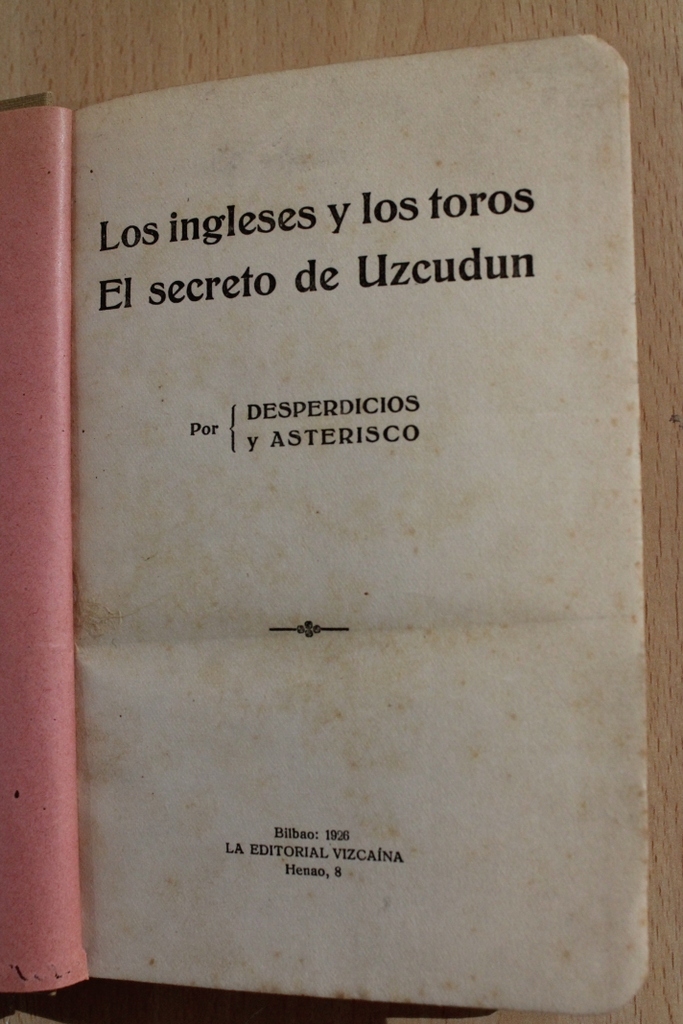 Los ingleses y los toros
El secreto de Uzcudun
Por { DESPERDICIOS
y ASTERISCO
Bilbao: 1926
LA EDITORIAL VIZCAÍNA
Henao, 8